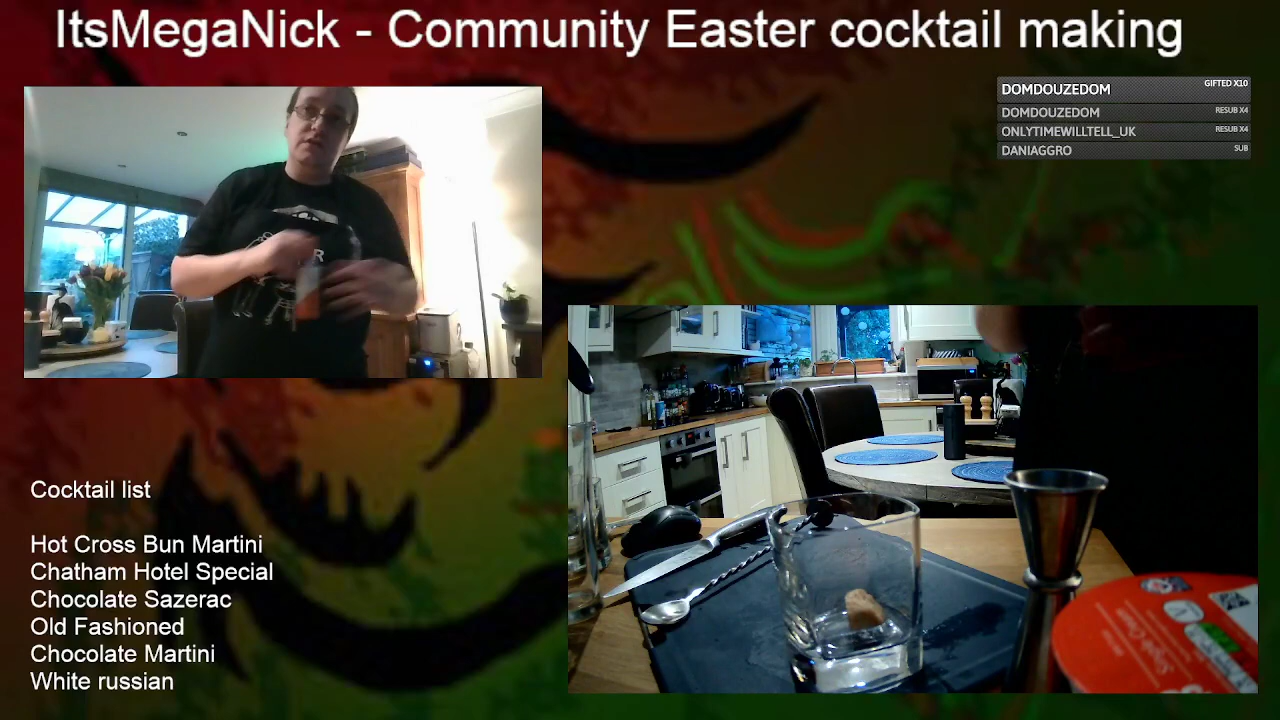 ItsMegaNick - Community Easter cocktail making
DOMDOUZEDOM GIFTED X10
DOMDOUZEDOM RESUB X4
ONLYTIMEWILLTELL_UK RESUB X4
DANIAGGRO SUB
Cocktail list
Hot Cross Bun Martini
Chatham Hotel Special
Chocolate Sazerac
Old Fashioned
Chocolate Martini
White russian